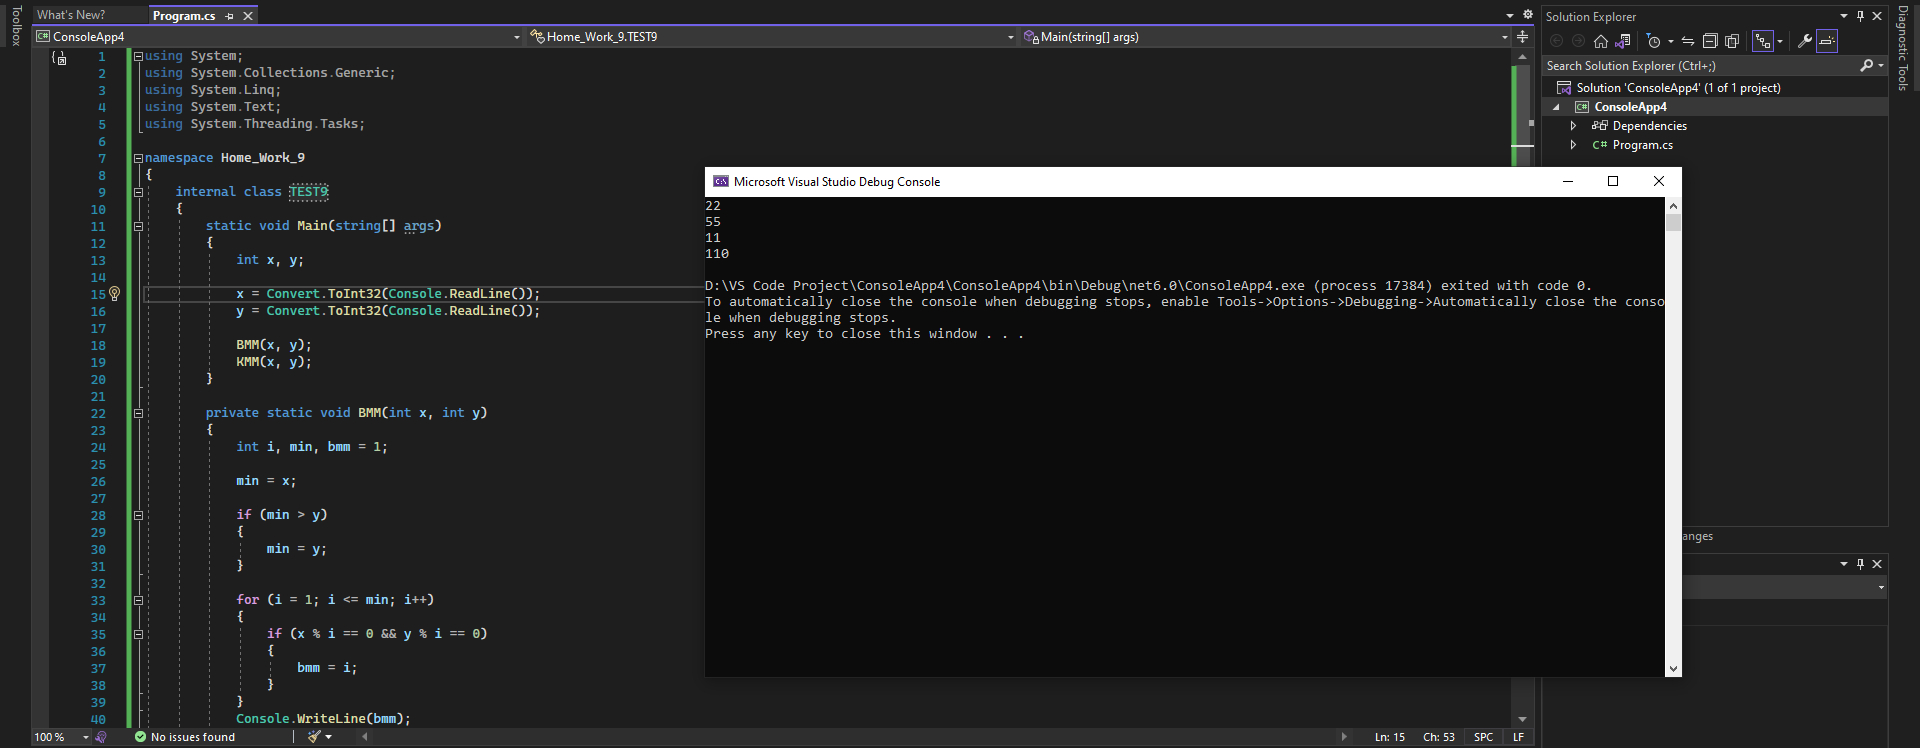 What's New?
Program.cs
ConsoleApp4
Home_Work_9.TEST9
Main(string[] args)
Toolbox
1 using System;
2 using System.Collections.Generic;
3 using System.Linq;
4 using System.Text;
5 using System.Threading.Tasks;
6
7 namespace Home_Work_9
8 {
9 internal class TEST9
10 {
11 static void Main(string[] args)
12 {
13 int x, y;
14
15 x = Convert.ToInt32(Console.ReadLine());
16 y = Convert.ToInt32(Console.ReadLine());
17
18 BMM(x, y);
19 KMM(x, y);
20 }
21
22 private static void BMM(int x, int y)
23 {
24 int i, min, bmm = 1;
25
26 min = x;
27
28 if (min > y)
29 {
30 min = y;
31 }
32
33 for (i = 1; i <= min; i++)
34 {
35 if (x % i == 0 && y % i == 0)
36 {
37 bmm = i;
38 }
39 }
40 Console.WriteLine(bmm);
100 %
No issues found
Ln: 15
Ch: 53
SPC
LF
Microsoft Visual Studio Debug Console
22
55
11
110
D:\VS Code Project\ConsoleApp4\ConsoleApp4\bin\Debug\net6.0\ConsoleApp4.exe (process 17384) exited with code 0.
To automatically close the console when debugging stops, enable Tools->Options->Debugging->Automatically close the conso
le when debugging stops.
Press any key to close this window . . .
Solution Explorer
Search Solution Explorer (Ctrl+;)
Solution 'ConsoleApp4' (1 of 1 project)
C# ConsoleApp4
Dependencies
C# Program.cs
anges
Diagnostic Tools